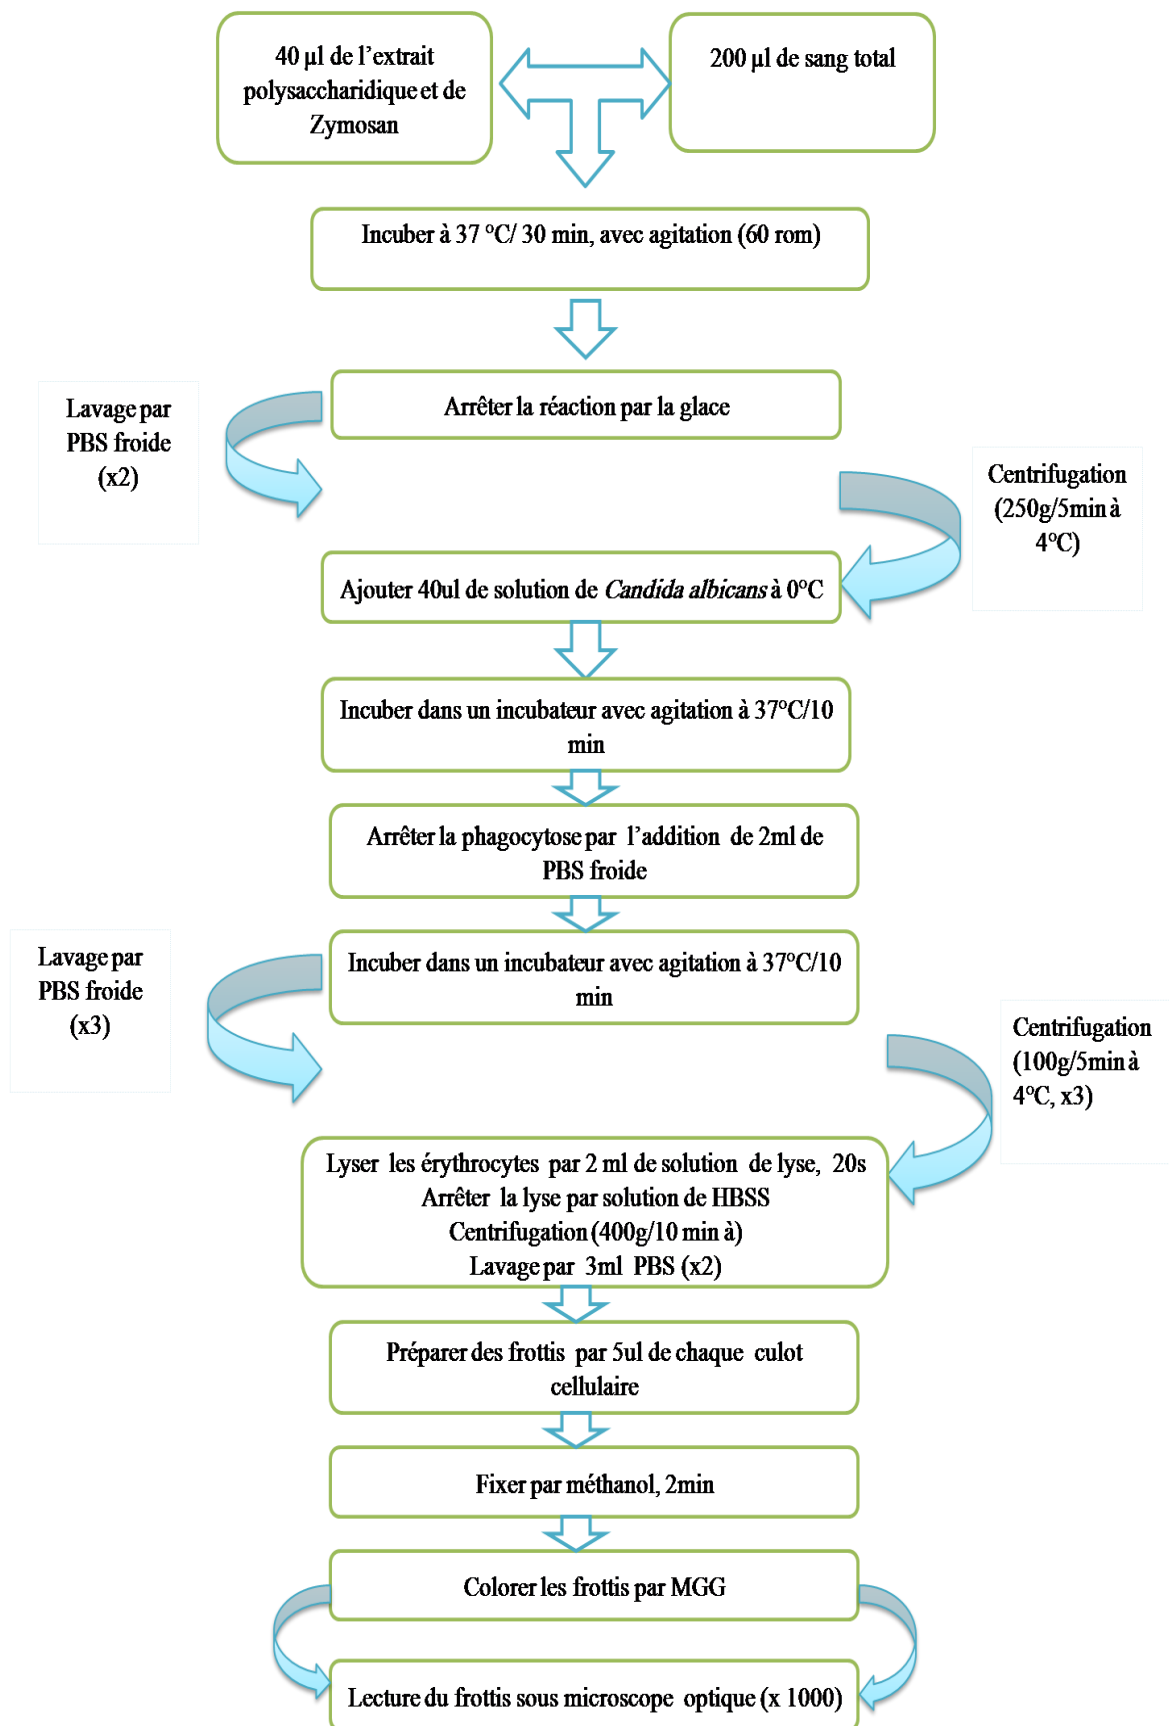 40 µl de l’extrait
polysaccharidique et de
Zymosan
200 µl de sang total
Incuber à 37 °C/ 30 min, avec agitation (60 rom)
Arrêter la réaction par la glace
Lavage par
PBS froide
(x2)
Centrifugation
(250g/5min à
4°C)
Ajouter 40ul de solution de Candida albicans à 0°C
Incuber dans un incubateur avec agitation à 37°C/10
min
Arrêter la phagocytose par l’addition de 2ml de
PBS froide
Incuber dans un incubateur avec agitation à 37°C/10
min
Lavage par
PBS froide
(x3)
Centrifugation
(100g/5min à
4°C, x3)
Lyser les érythrocytes par 2 ml de solution de lyse, 20s
Arrêter la lyse par solution de HBSS
Centrifugation (400g/10 min à)
Lavage par 3ml PBS (x2)
Préparer des frottis par 5ul de chaque culot
cellulaire
Fixer par méthanol, 2min
Colorer les frottis par MGG
Lecture du frottis sous microscope optique (x 1000)